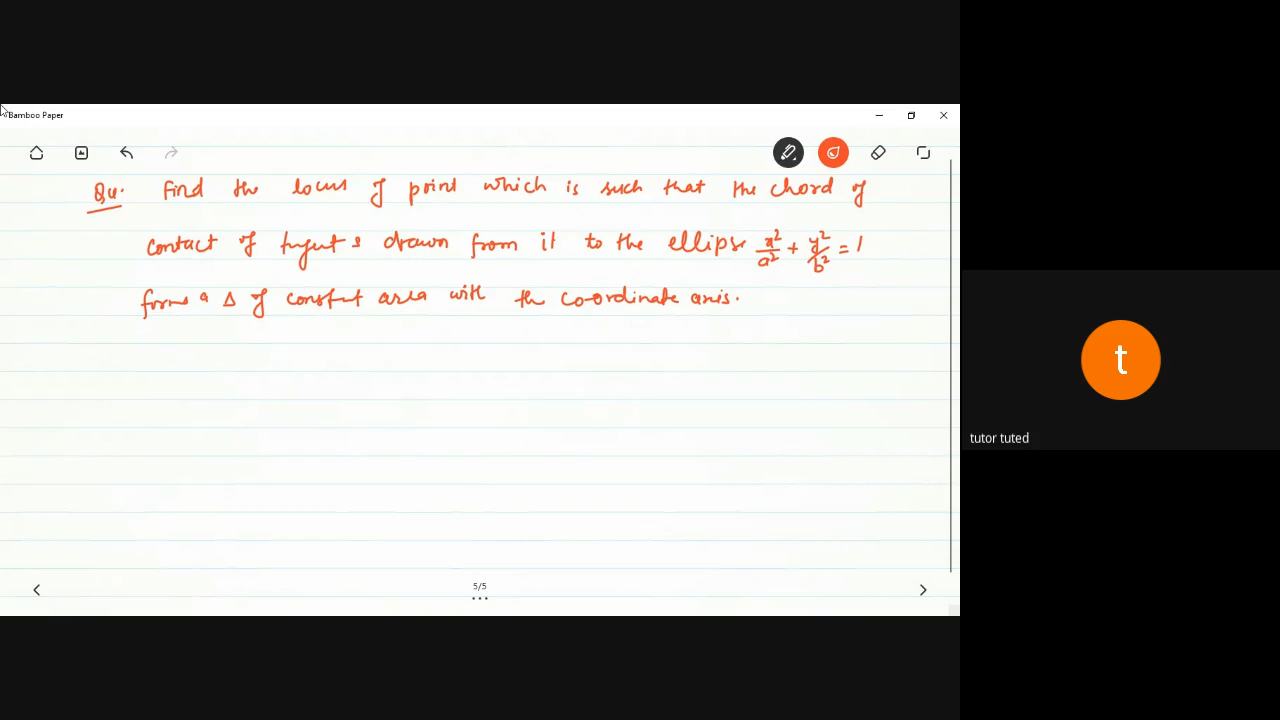 Bamboo Paper
Qu. Find the locus of point which is such that the chord of
contact of tangents drawn from it to the ellipse x²/a² + y²/b² = 1
forms a Δ of constant area with the co-ordinate axis.
t
tutor tuted
5/5